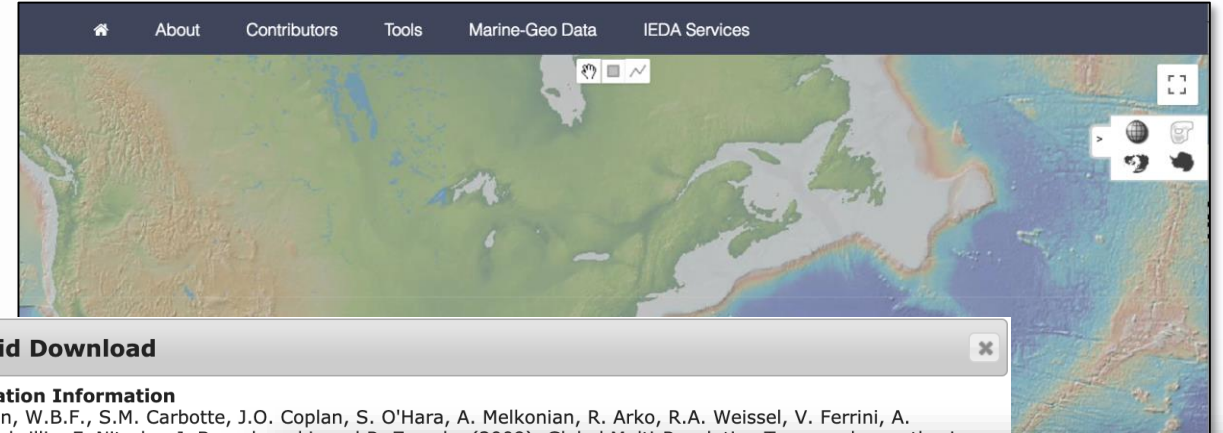 About Contributors Tools Marine-Geo Data IEDA Services
>
id Download
ation Information
n, W.B.F., S.M. Carbotte, J.O. Coplan, S. O'Hara, A. Melkonian, R. Arko, R.A. Weissel, V. Ferrini, A.